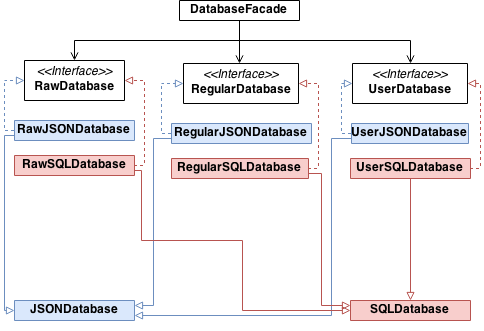 DatabaseFacade
<<Interface>>
RawDatabase
<<Interface>>
RegularDatabase
<<Interface>>
UserDatabase
RawJSONDatabase
RegularJSONDatabase
UserJSONDatabase
RawSQLDatabase
RegularSQLDatabase
UserSQLDatabase
JSONDatabase
SQLDatabase